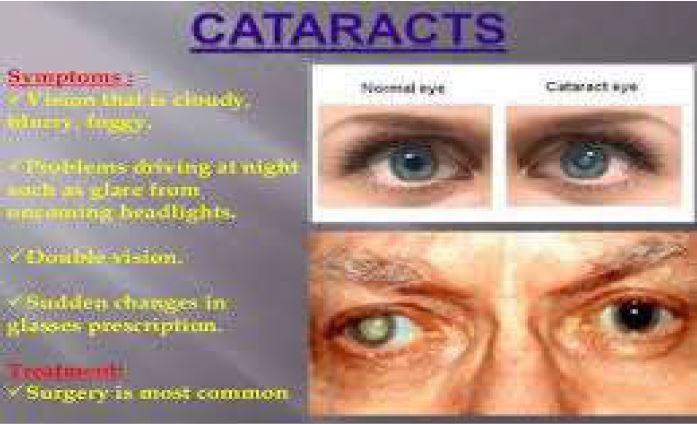 CATARACTS
Symptoms :
✓ Vision that is cloudy,
blurry, foggy.
✓ Problems driving at night
such as glare from
oncoming headlights.
✓ Double vision.
✓ Sudden changes in
glasses prescription.
Treatment:
✓ Surgery is most common
Normal eye
Cataract eye